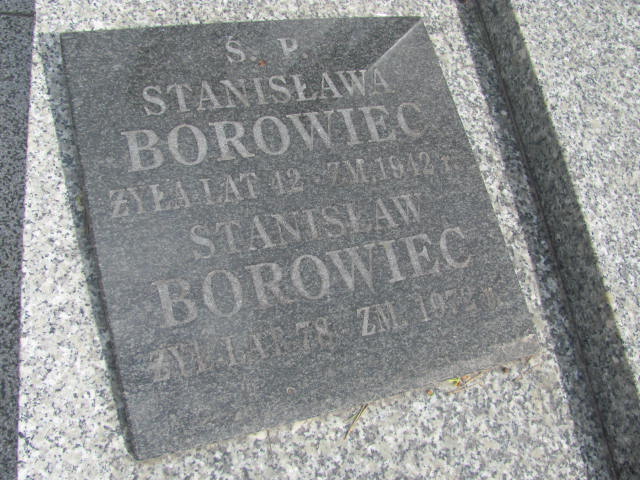 Ś. P.
STANISŁAWA
BOROWIEC
ŻYŁA LAT 42 ZM. 1942 r.
STANISŁAW
BOROWIEC
ŻYŁ LAT 78 ZM. 1972 r.